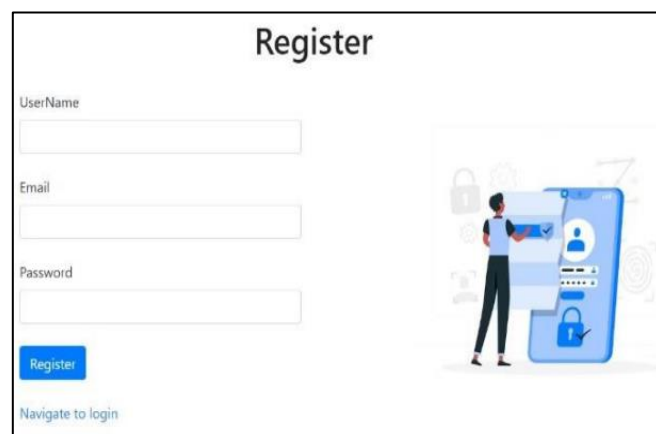 Register
UserName
Email
Password
Register
Navigate to login